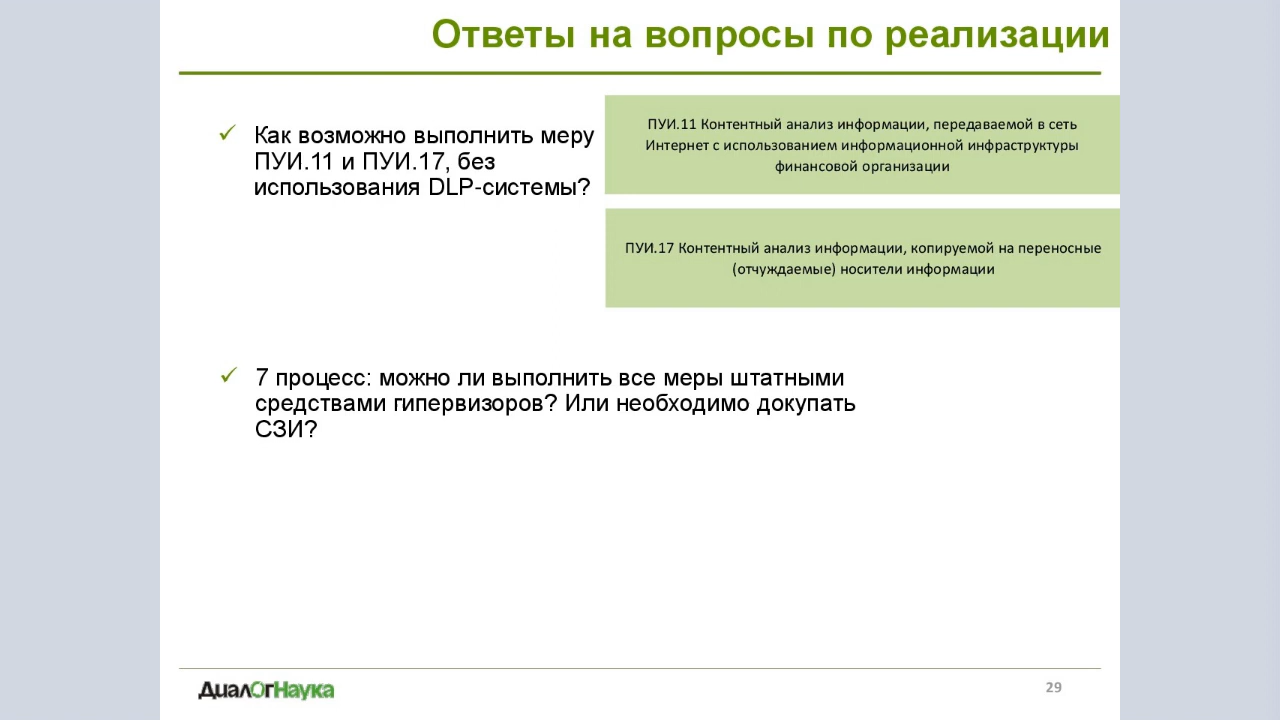 Ответы на вопросы по реализации
Как возможно выполнить меру
ПУИ.11 и ПУИ.17, без
использования DLP-системы?
ПУИ.11 Контентный анализ информации, передаваемой в сеть
Интернет с использованием информационной инфраструктуры
финансовой организации
ПУИ.17 Контентный анализ информации, копируемой на переносные
(отчуждаемые) носители информации
7 процесс: можно ли выполнить все меры штатными
средствами гипервизоров? Или необходимо докупать
СЗИ?
ДиалОгНаука
29